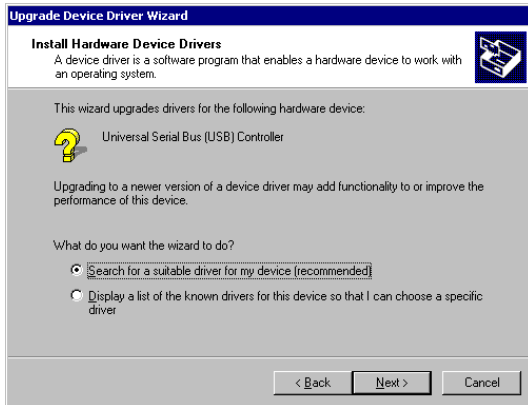 Upgrade Device Driver Wizard
Install Hardware Device Drivers
A device driver is a software program that enables a hardware device to work with
an operating system.
This wizard upgrades drivers for the following hardware device:
Universal Serial Bus (USB) Controller
Upgrading to a newer version of a device driver may add functionality to or improve the
performance of this device.
What do you want the wizard to do?
Search for a suitable driver for my device (recommended)
Display a list of the known drivers for this device so that I can choose a specific
driver
< Back Next > Cancel